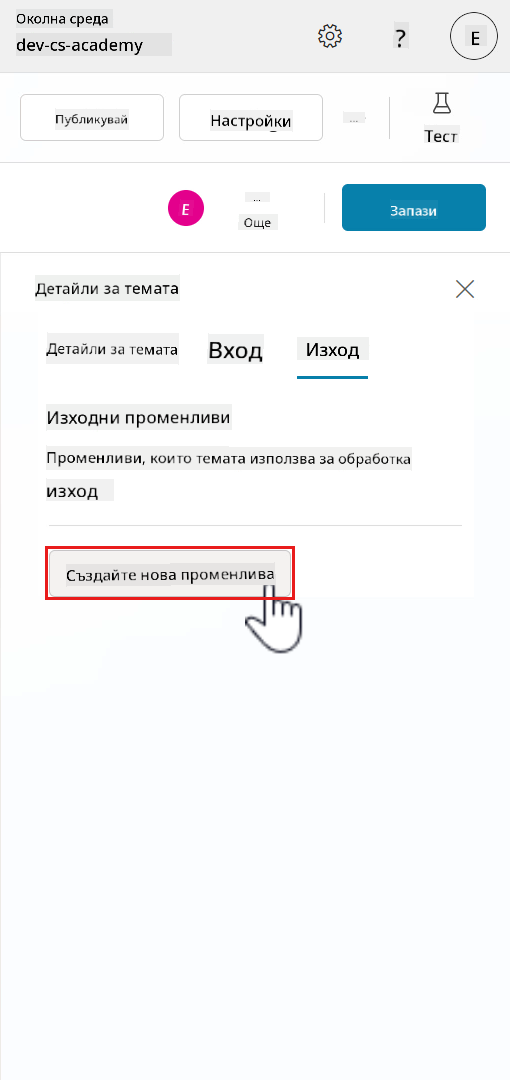 Околна среда
dev-cs-academy
?
E
Публикувай
Настройки
...
Тест
E
...
Още
Запази
Детайли за темата
Детайли за темата
Вход
Изход
Изходни променливи
Променливи, които темата използва за обработка
изход
Създайте нова променлива